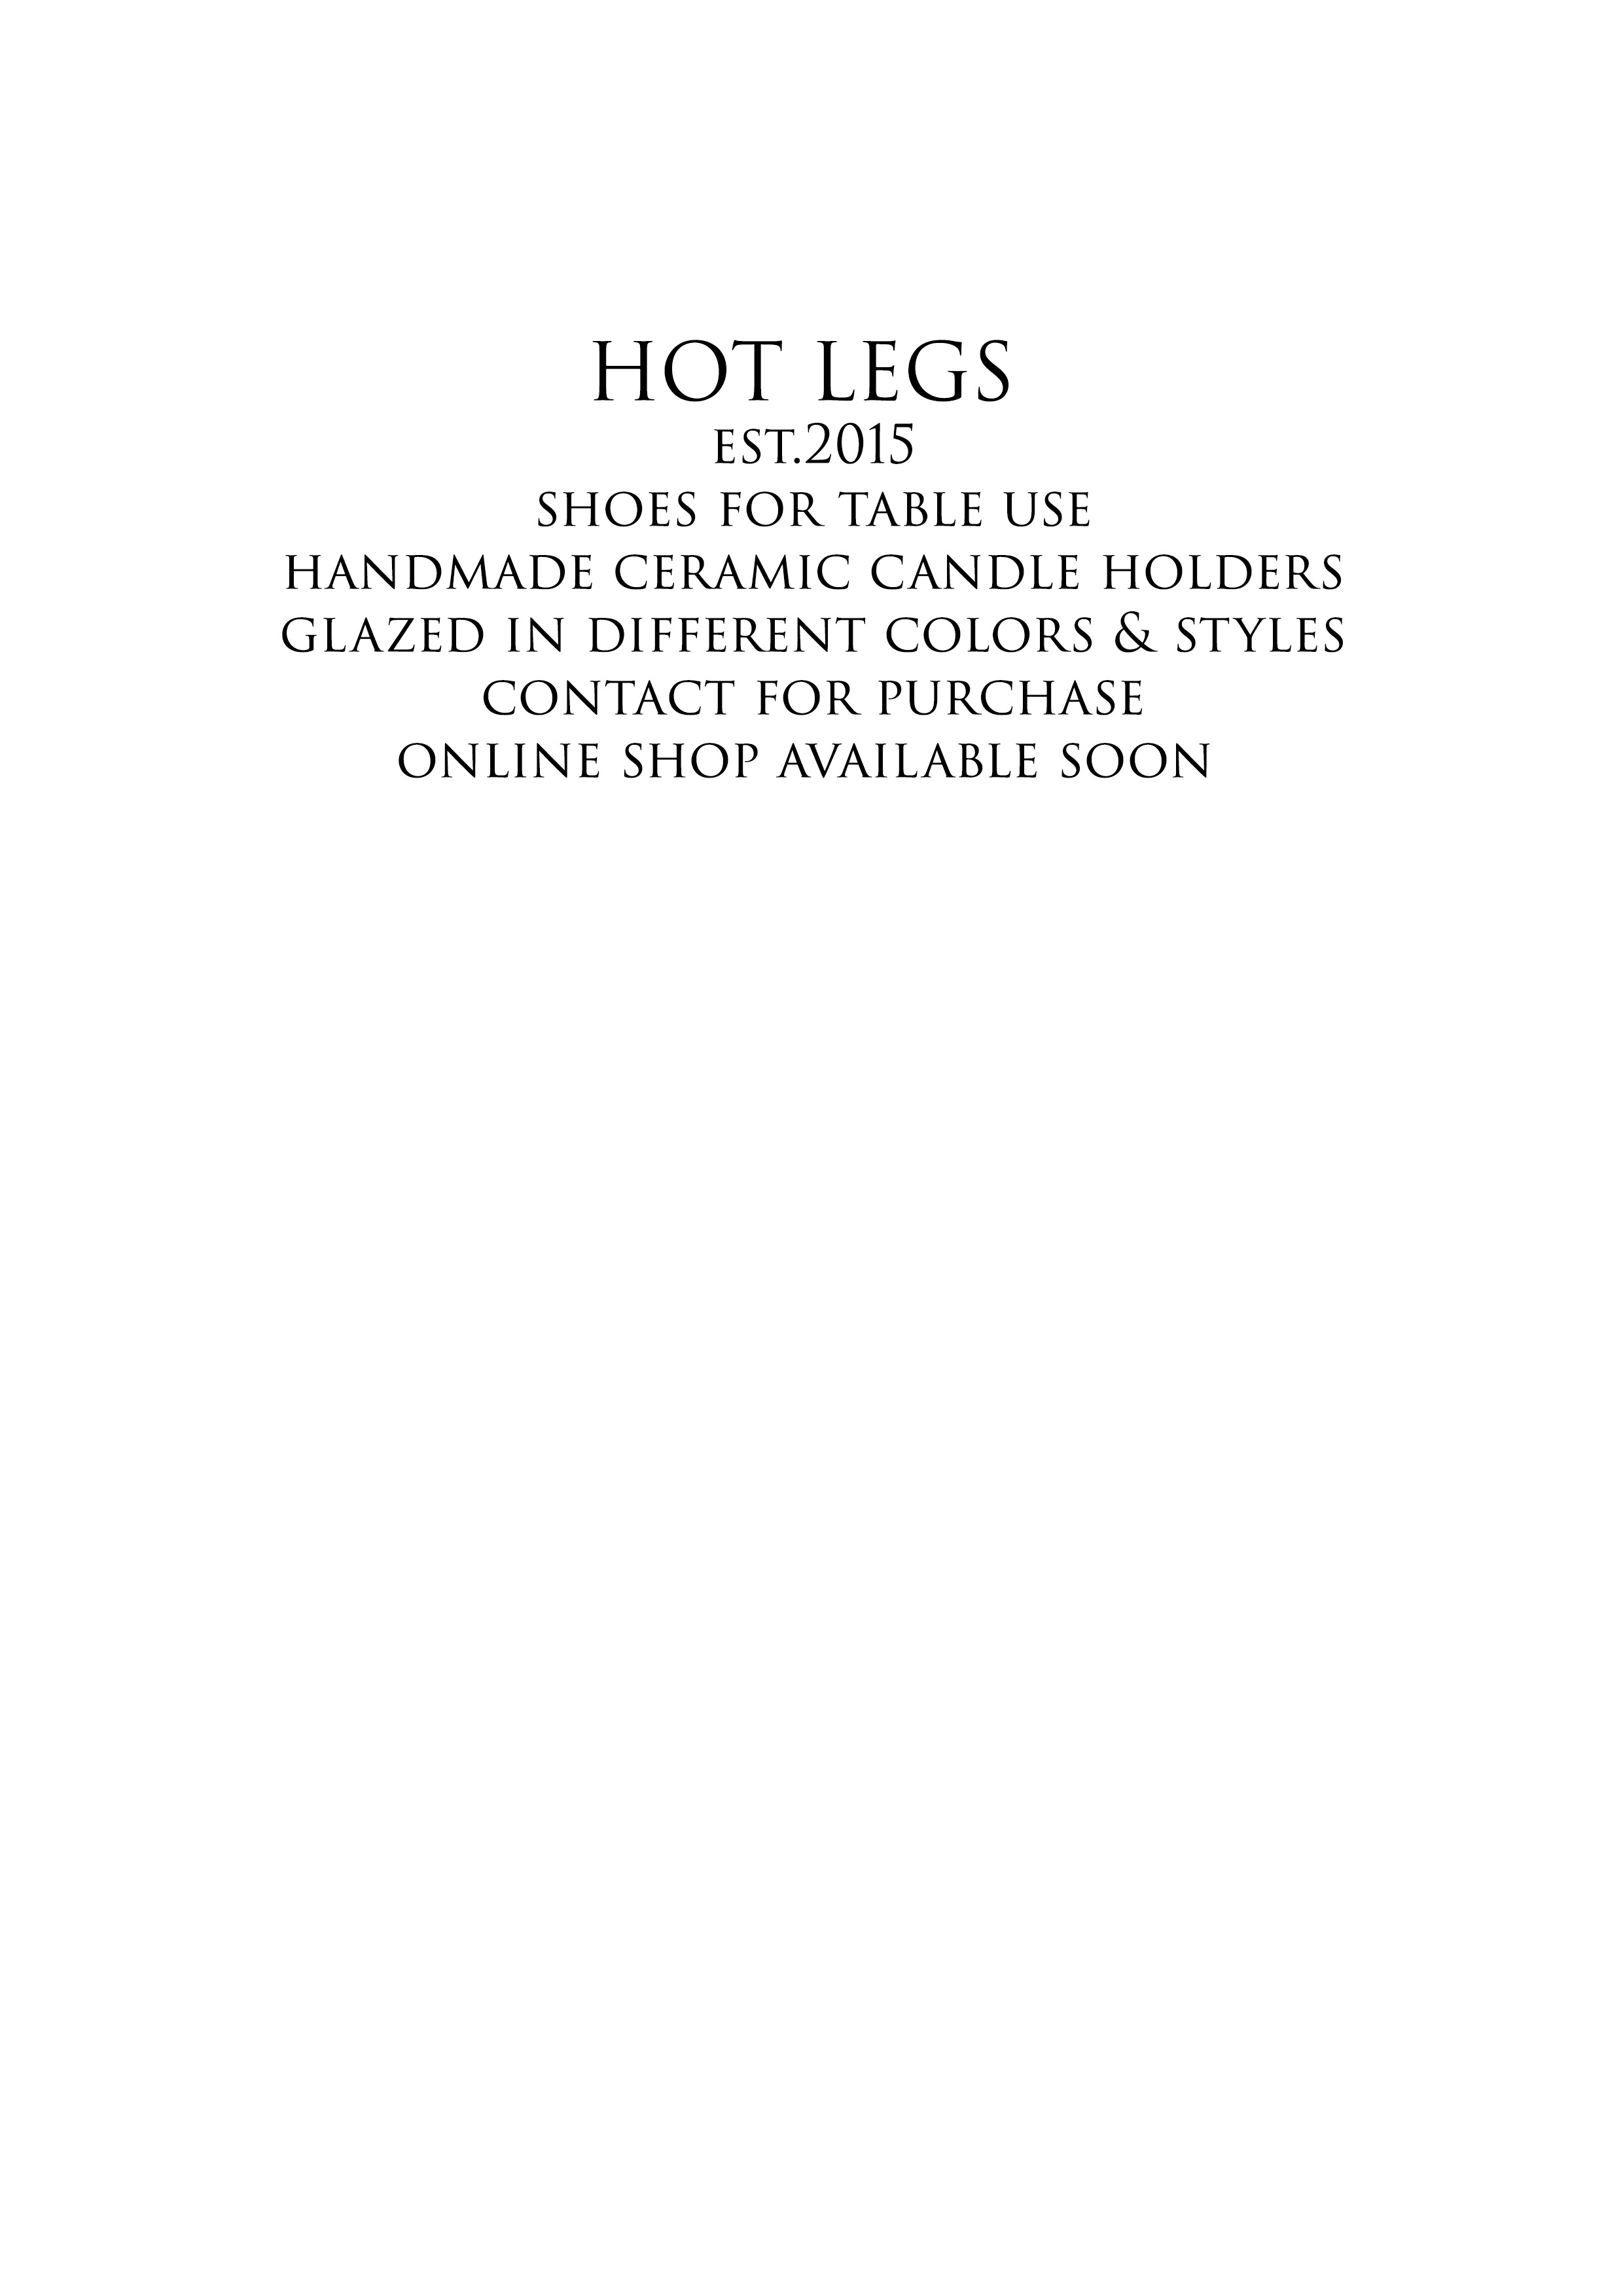 HOT LEGS
EST.2015
SHOES FOR TABLE USE
HANDMADE CERAMIC CANDLE HOLDERS
GLAZED IN DIFFERENT COLORS & STYLES
CONTACT FOR PURCHASE
ONLINE SHOP AVAILABLE SOON